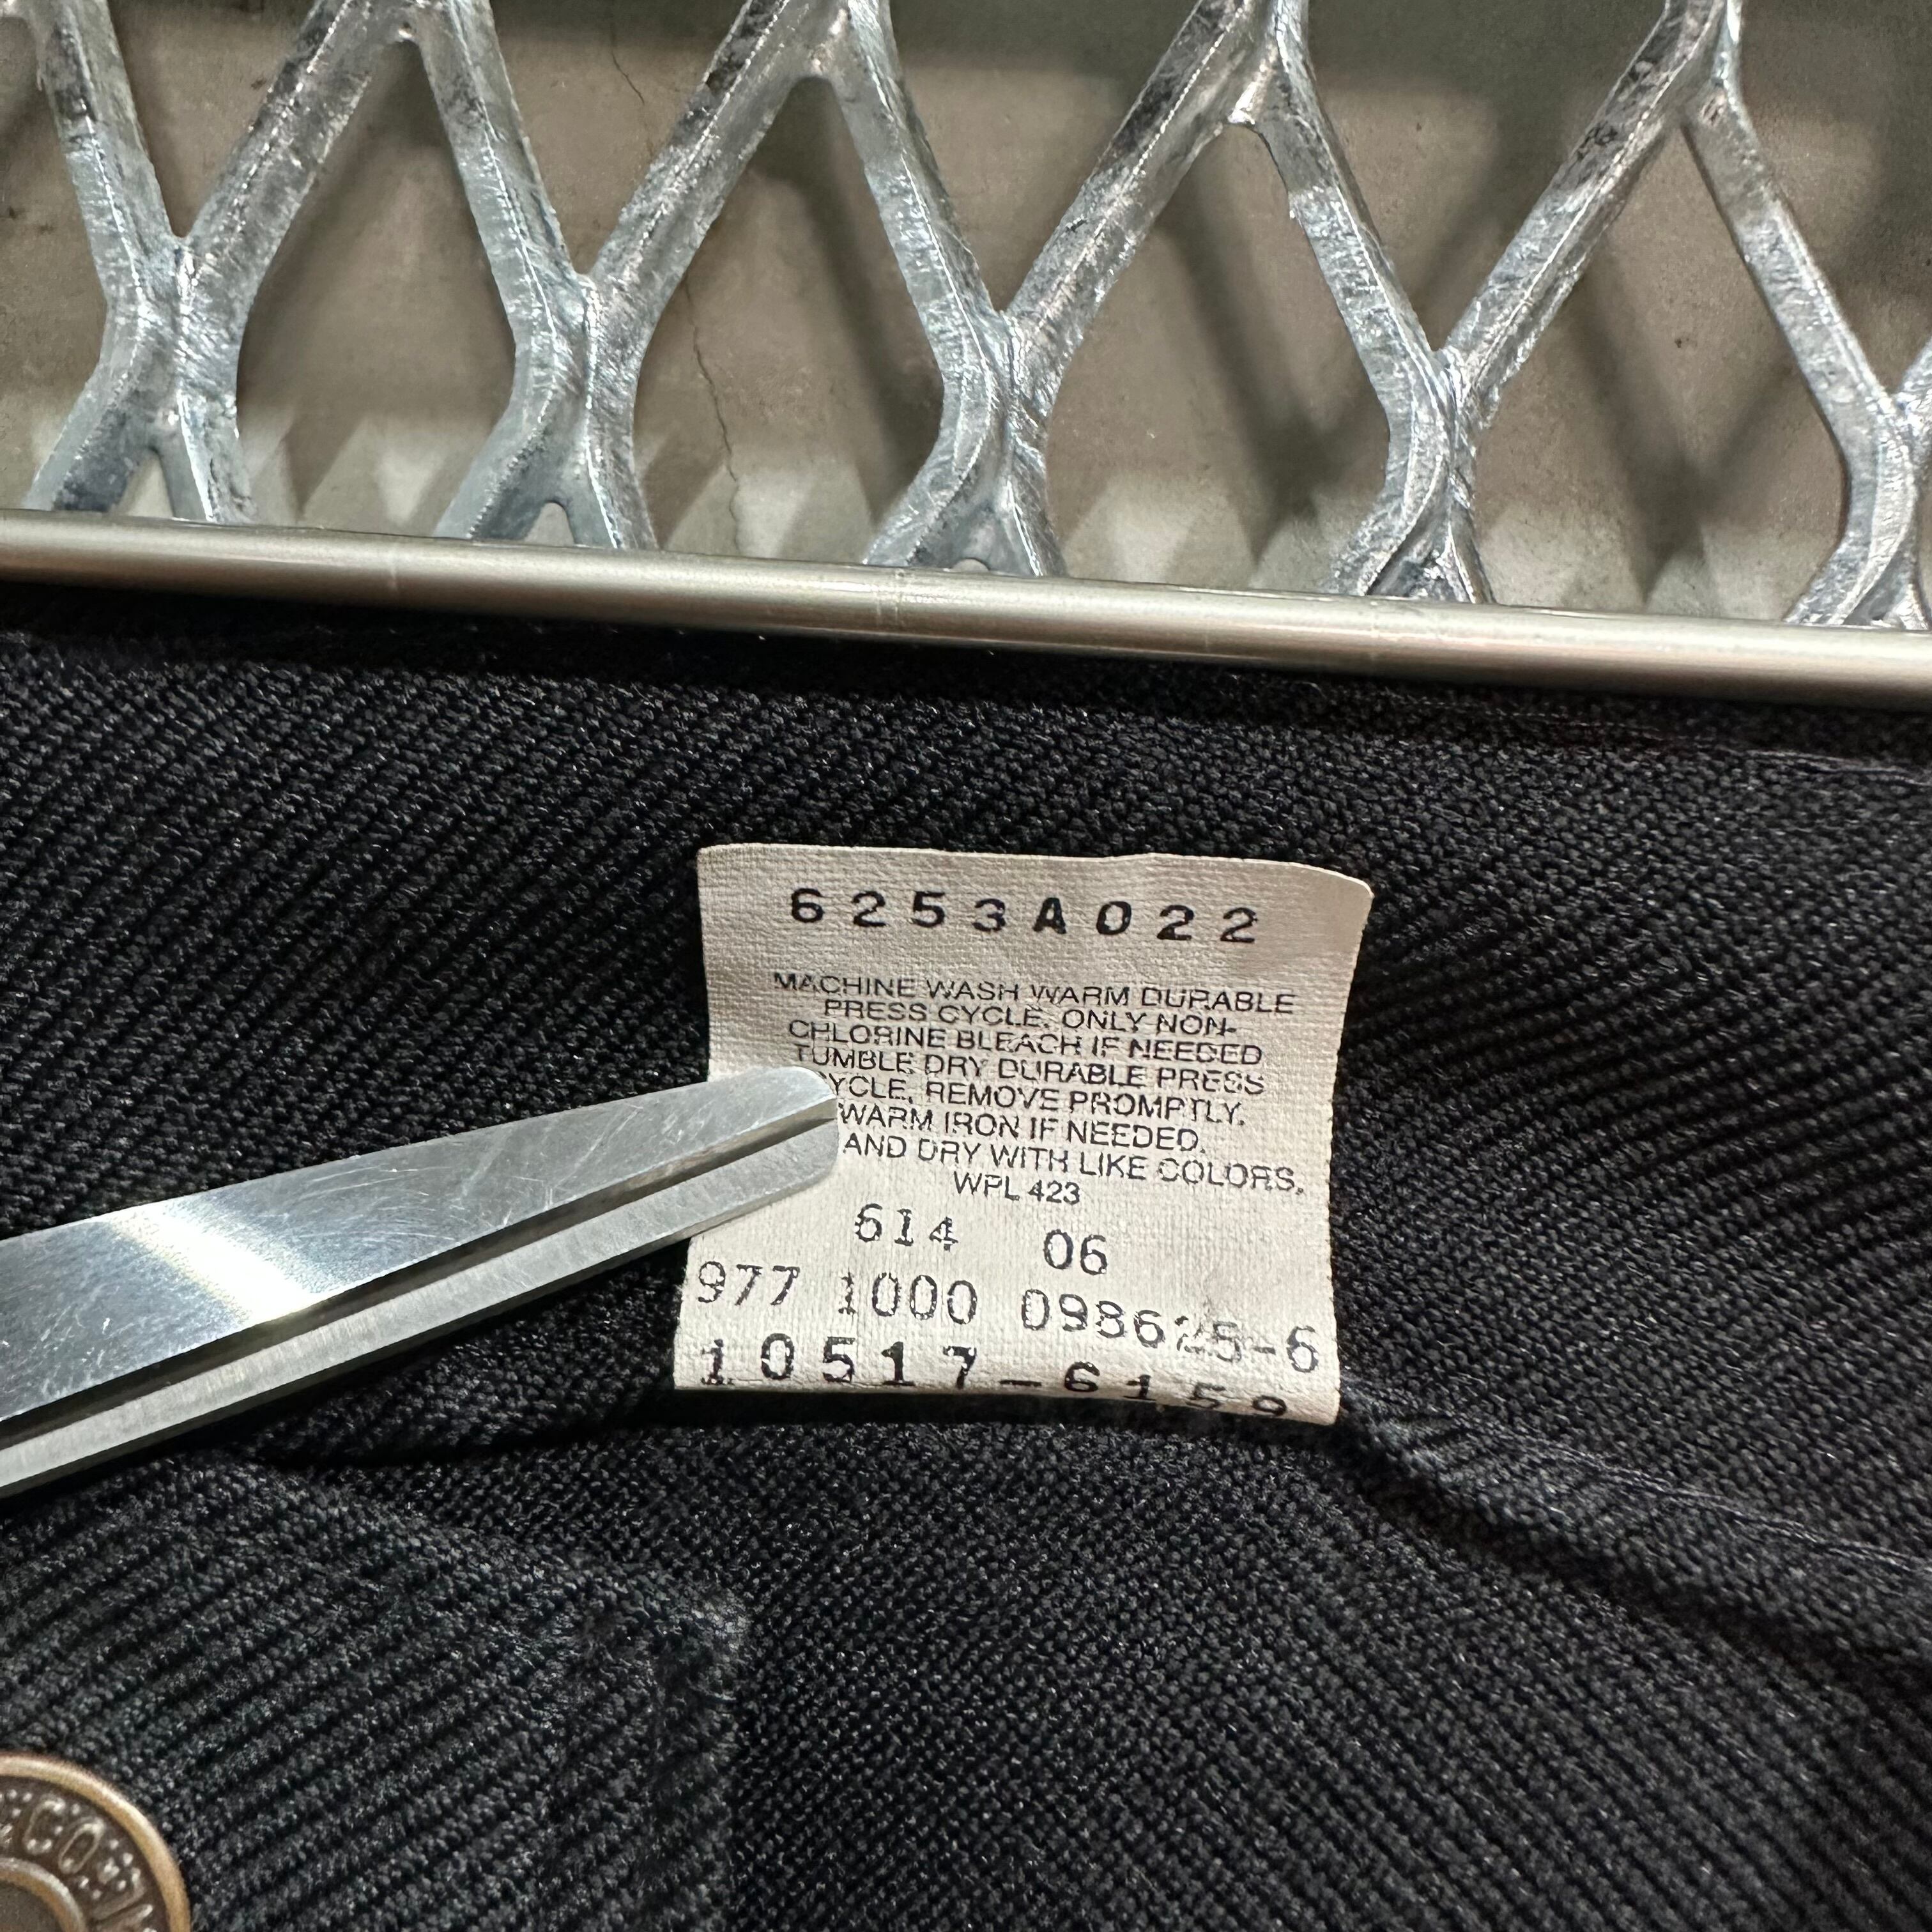 6253A022
MACHINE WASH WARM DURABLE
PRESS CYCLE. ONLY NON-
CHLORINE BLEACH IF NEEDED
TUMBLE DRY DURABLE PRESS
YCLE. REMOVE PROMPTLY.
WARM IRON IF NEEDED.
AND DRY WITH LIKE COLORS.
WPL 423
614 06
977 1000 098625-6
10517-6159
& CO